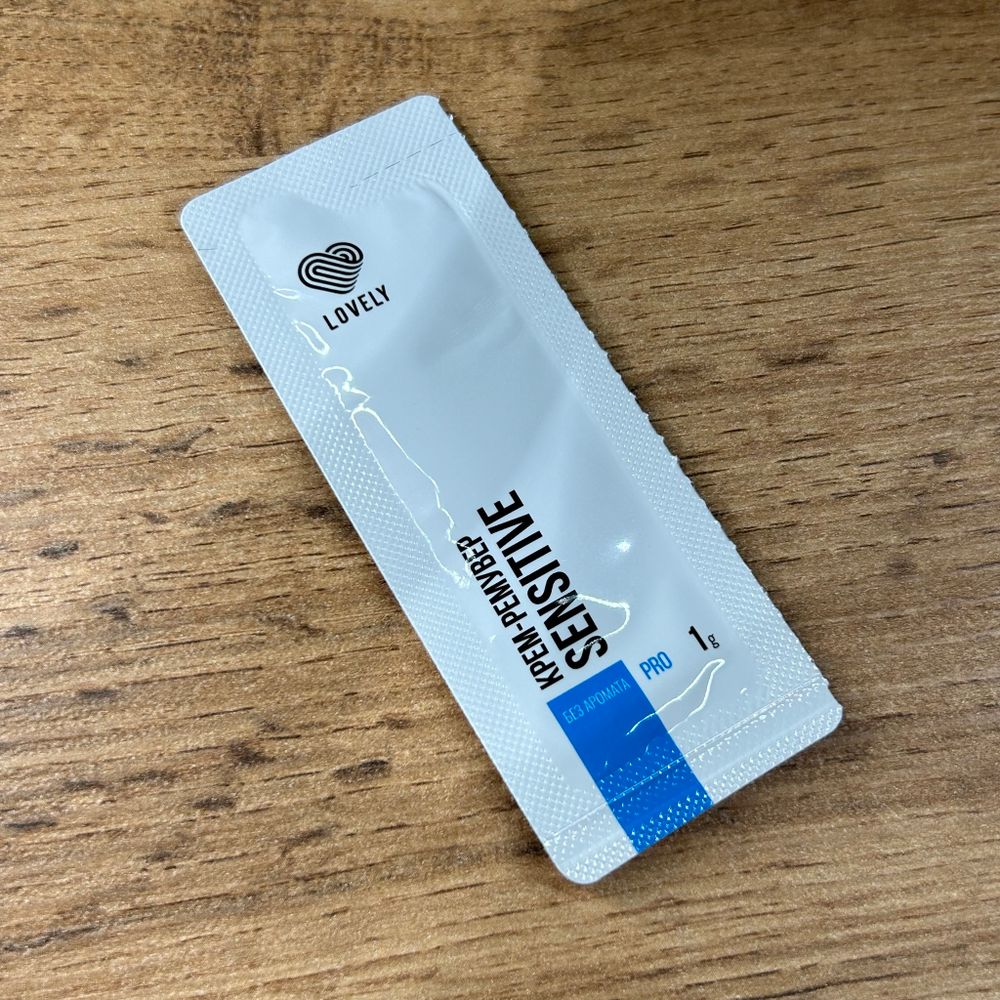 LOVELY
КРЕМ-РЕМУВЕР
SENSITIVE
БЕЗ АРОМАТА
PRO
1g